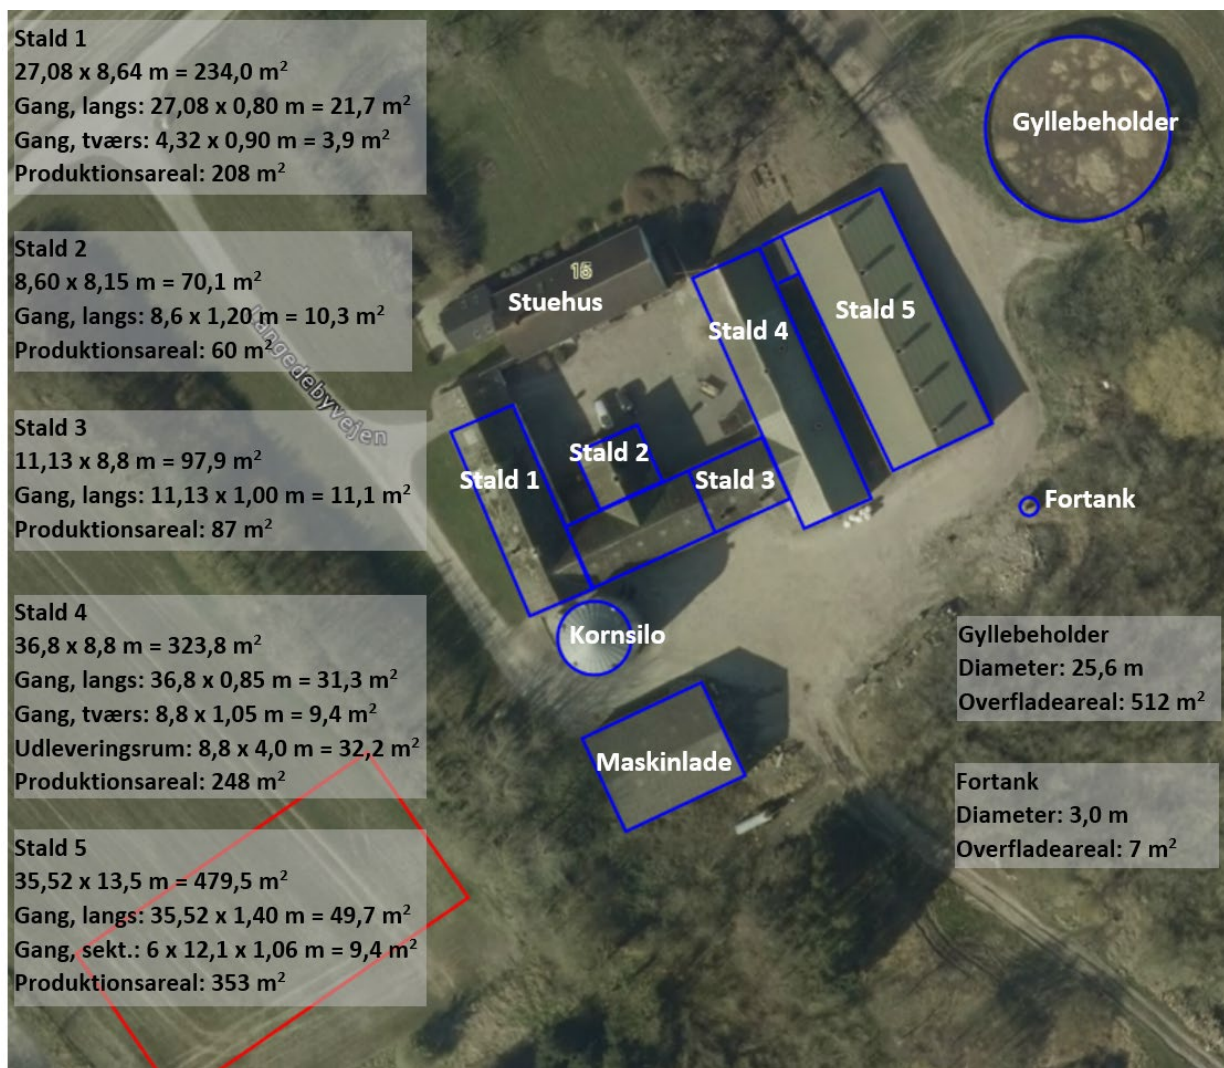 Stald 1
27,08 x 8,64 m = 234,0 m²
Gang, langs: 27,08 x 0,80 m = 21,7 m²
Gang, tværs: 4,32 x 0,90 m = 3,9 m²
Produktionsareal: 208 m²
Stald 2
8,60 x 8,15 m = 70,1 m²
Gang, langs: 8,6 x 1,20 m = 10,3 m²
Produktionsareal: 60 m²
Stald 3
11,13 x 8,8 m = 97,9 m²
Gang, langs: 11,13 x 1,00 m = 11,1 m²
Produktionsareal: 87 m²
Stald 4
36,8 x 8,8 m = 323,8 m²
Gang, langs: 36,8 x 0,85 m = 31,3 m²
Gang, tværs: 8,8 x 1,05 m = 9,4 m²
Udleveringsrum: 8,8 x 4,0 m = 32,2 m²
Produktionsareal: 248 m²
Stald 5
35,52 x 13,5 m = 479,5 m²
Gang, langs: 35,52 x 1,40 m = 49,7 m²
Gang, sekt.: 6 x 12,1 x 1,06 m = 9,4 m²
Produktionsareal: 353 m²
Langedebyvejen
15
Stuehus
Gyllebeholder
Stald 4
Stald 5
Stald 1
Stald 2
Stald 3
Fortank
Kornsilo
Maskinlade
Gyllebeholder
Diameter: 25,6 m
Overfladeareal: 512 m²
Fortank
Diameter: 3,0 m
Overfladeareal: 7 m²